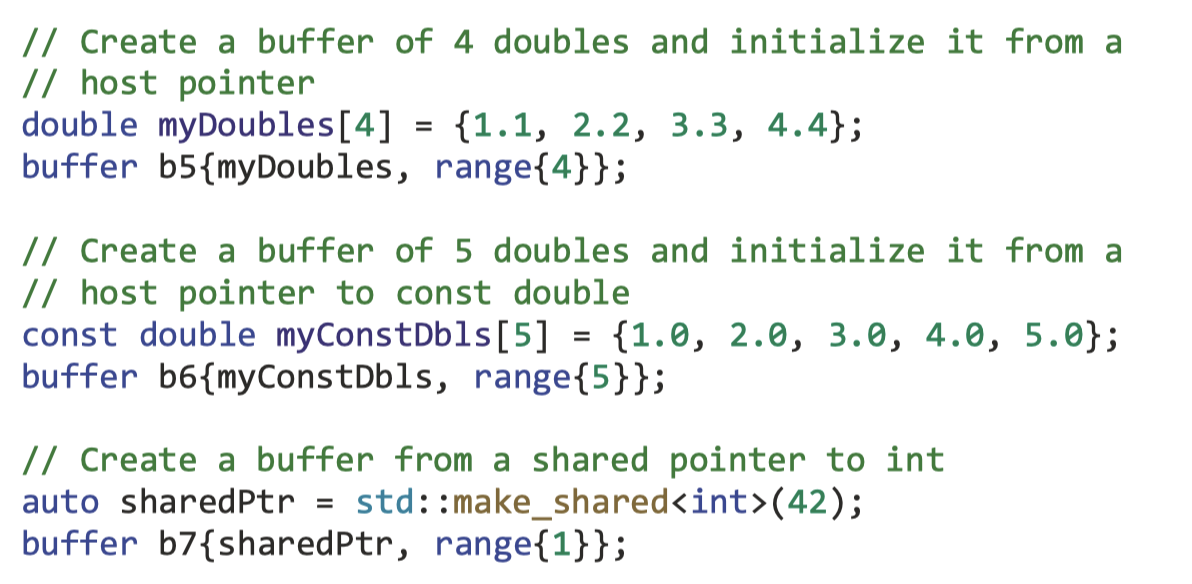 // Create a buffer of 4 doubles and initialize it from a
// host pointer
double myDoubles[4] = {1.1, 2.2, 3.3, 4.4};
buffer b5{myDoubles, range{4}};
// Create a buffer of 5 doubles and initialize it from a
// host pointer to const double
const double myConstDbls[5] = {1.0, 2.0, 3.0, 4.0, 5.0};
buffer b6{myConstDbls, range{5}};
// Create a buffer from a shared pointer to int
auto sharedPtr = std::make_shared<int>(42);
buffer b7{sharedPtr, range{1}};